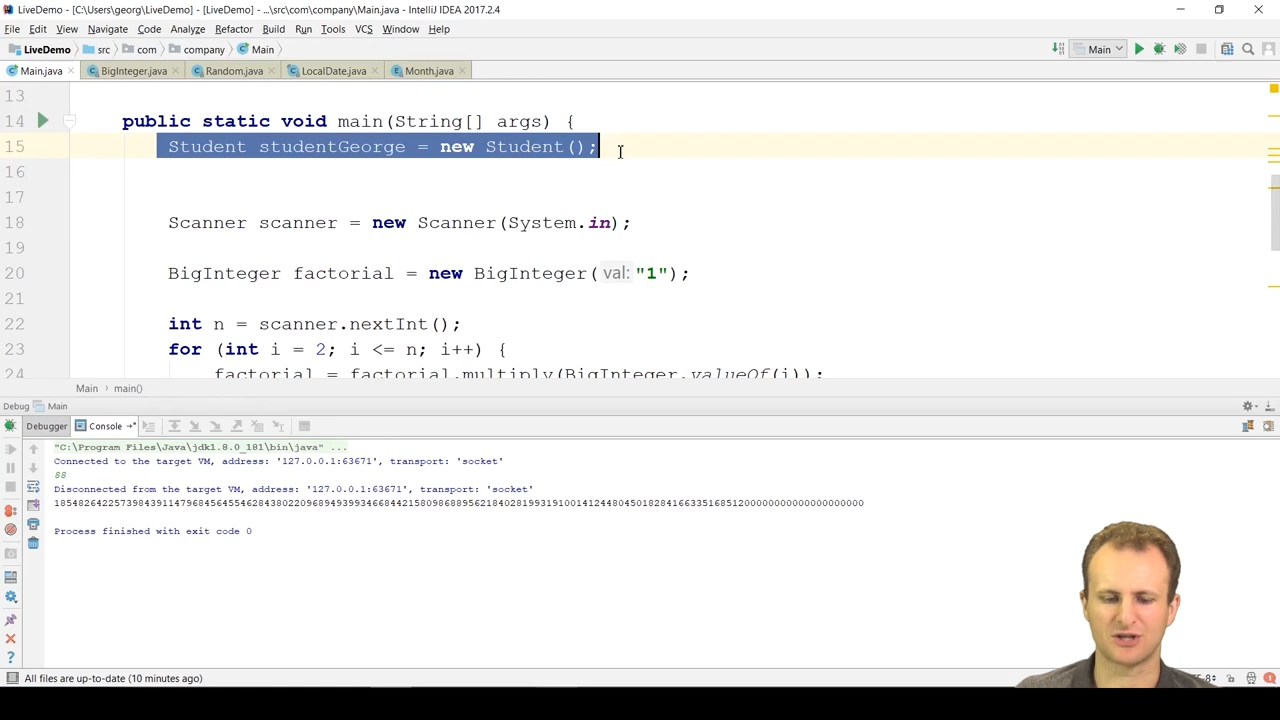 LiveDemo - [C:\Users\georg\LiveDemo] - [LiveDemo] - ...\src\com\company\Main.java - IntelliJ IDEA 2017.2.4
File Edit View Navigate Code Analyze Refactor Build Run Tools VCS Window Help
LiveDemo src com company Main Main
Main.java BigInteger.java Random.java LocalDate.java Month.java
13
14 public static void main(String[] args) {
15 Student studentGeorge = new Student();
16
17
18 Scanner scanner = new Scanner(System.in);
19
20 BigInteger factorial = new BigInteger( val: "1");
21
22 int n = scanner.nextInt();
23 for (int i = 2; i <= n; i++) {
24 factorial = factorial.multiply(BigInteger.valueOf(i));
Main main()
Debug Main
Debugger Console
"C:\Program Files\Java\jdk1.8.0_181\bin\java" ...
Connected to the target VM, address: '127.0.0.1:63671', transport: 'socket'
88
Disconnected from the target VM, address: '127.0.0.1:63671', transport: 'socket'
Process finished with exit code 0
All files are up-to-date (10 minutes ago)